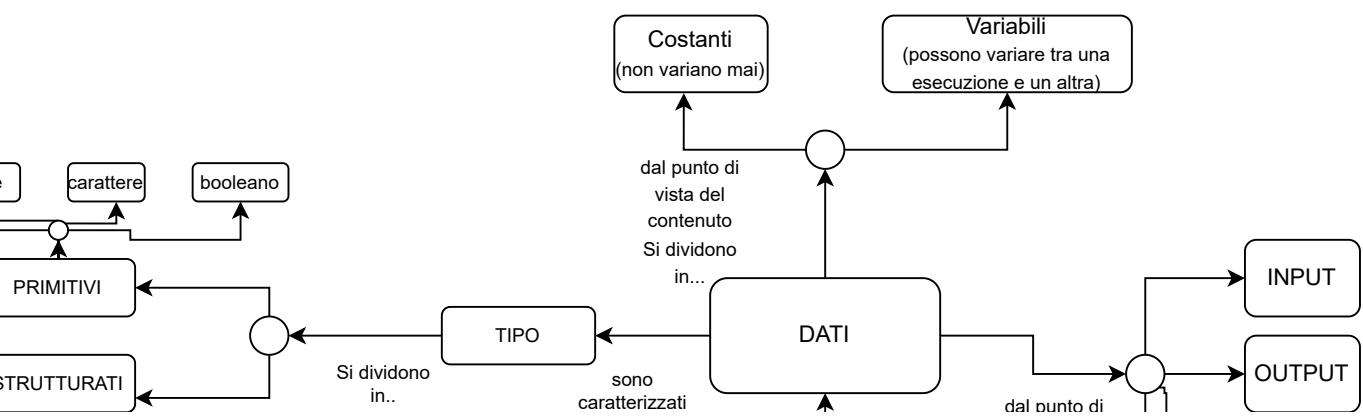 Costanti
(non variano mai)
Variabili
(possono variare tra una
esecuzione e un altra)
dal punto di
vista del
contenuto
Si dividono
in...
carattere
booleano
PRIMITIVI
STRUTTURATI
Si dividono
in..
TIPO
sono
caratterizzati
DATI
INPUT
OUTPUT
dal punto di